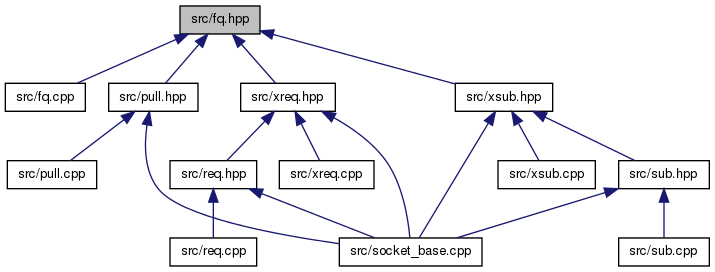 src/fq.hpp
src/fq.cpp
src/pull.hpp
src/xreq.hpp
src/xsub.hpp
src/pull.cpp
src/req.hpp
src/xreq.cpp
src/xsub.cpp
src/sub.hpp
src/req.cpp
src/socket_base.cpp
src/sub.cpp